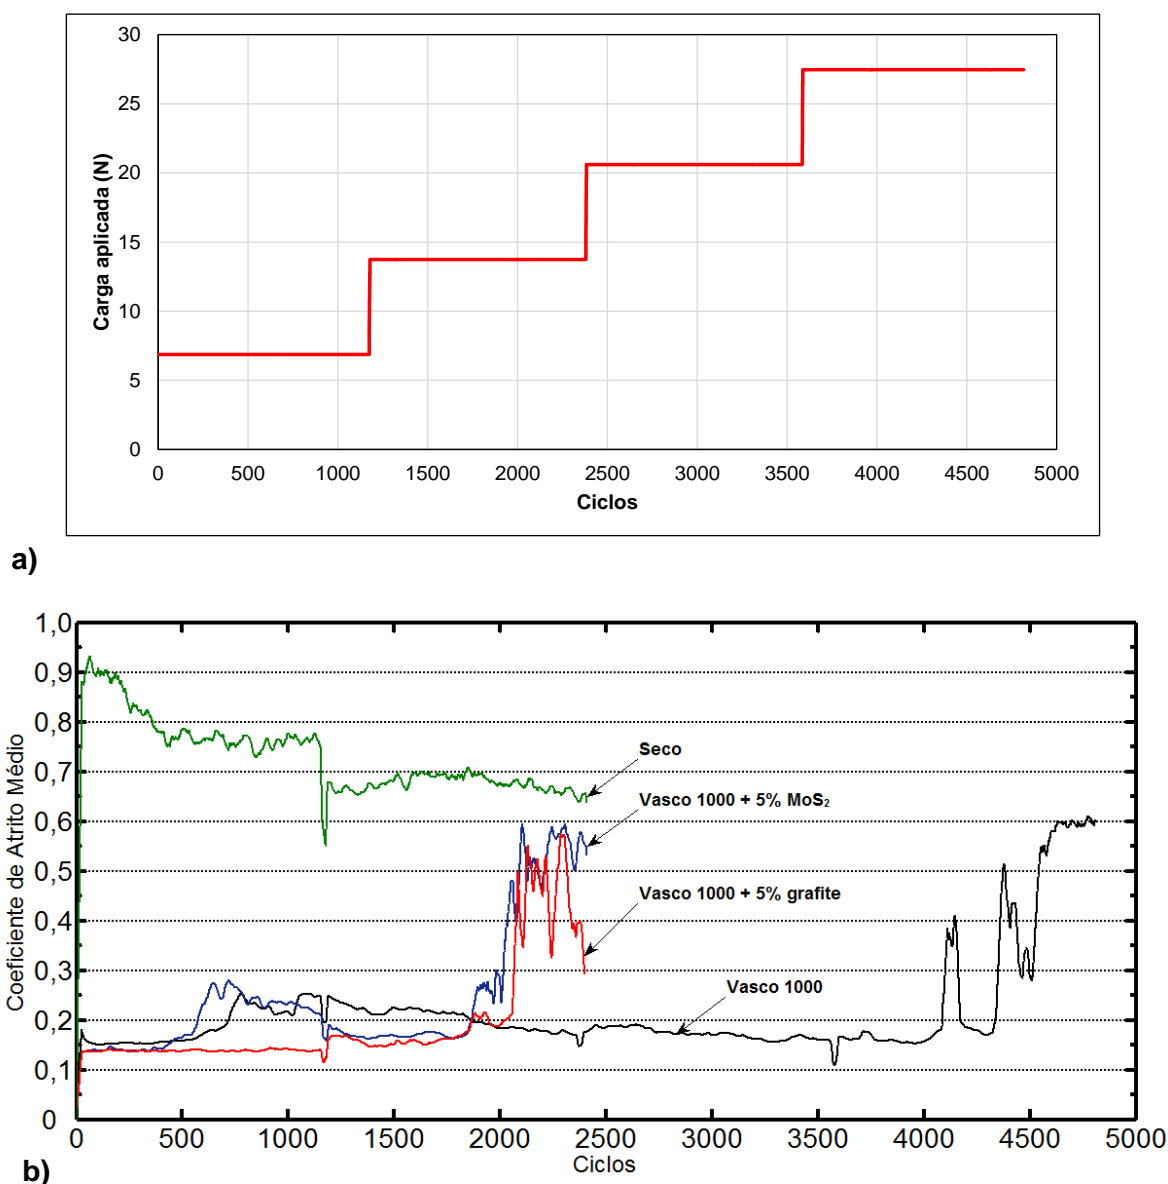 30
25
20
15
10
5
0
Carga aplicada (N)
0 500 1000 1500 2000 2500 3000 3500 4000 4500 5000
Ciclos
a)
1,0
0,9
0,8
0,7
0,6
0,5
0,4
0,3
0,2
0,1
0
Coeficiente de Atrito Médio
Seco
Vasco 1000 + 5% MoS₂
Vasco 1000 + 5% grafite
Vasco 1000
0 500 1000 1500 2000 2500 3000 3500 4000 4500 5000
Ciclos
b)